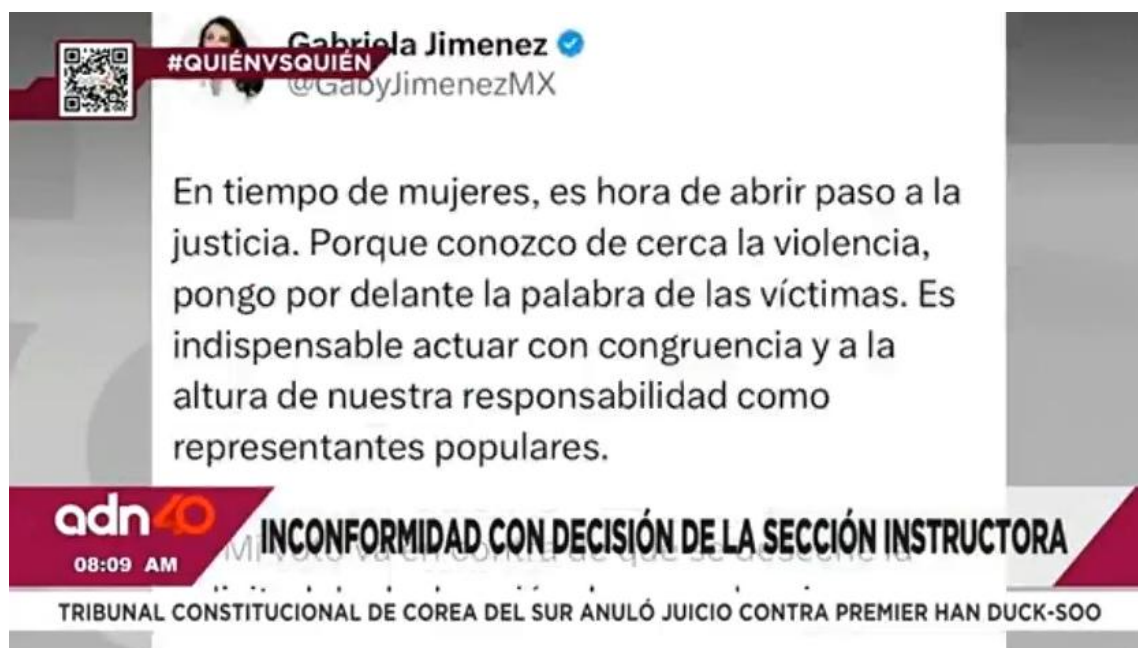 Gabriela Jimenez
#QUIÉNVSQUIÉN
@GabyJimenezMX
En tiempo de mujeres, es hora de abrir paso a la
justicia. Porque conozco de cerca la violencia,
pongo por delante la palabra de las víctimas. Es
indispensable actuar con congruencia y a la
altura de nuestra responsabilidad como
representantes populares.
adn40
INCONFORMIDAD CON DECISIÓN DE LA SECCIÓN INSTRUCTORA
08:09 AM
TRIBUNAL CONSTITUCIONAL DE COREA DEL SUR ANULÓ JUICIO CONTRA PREMIER HAN DUCK-SOO